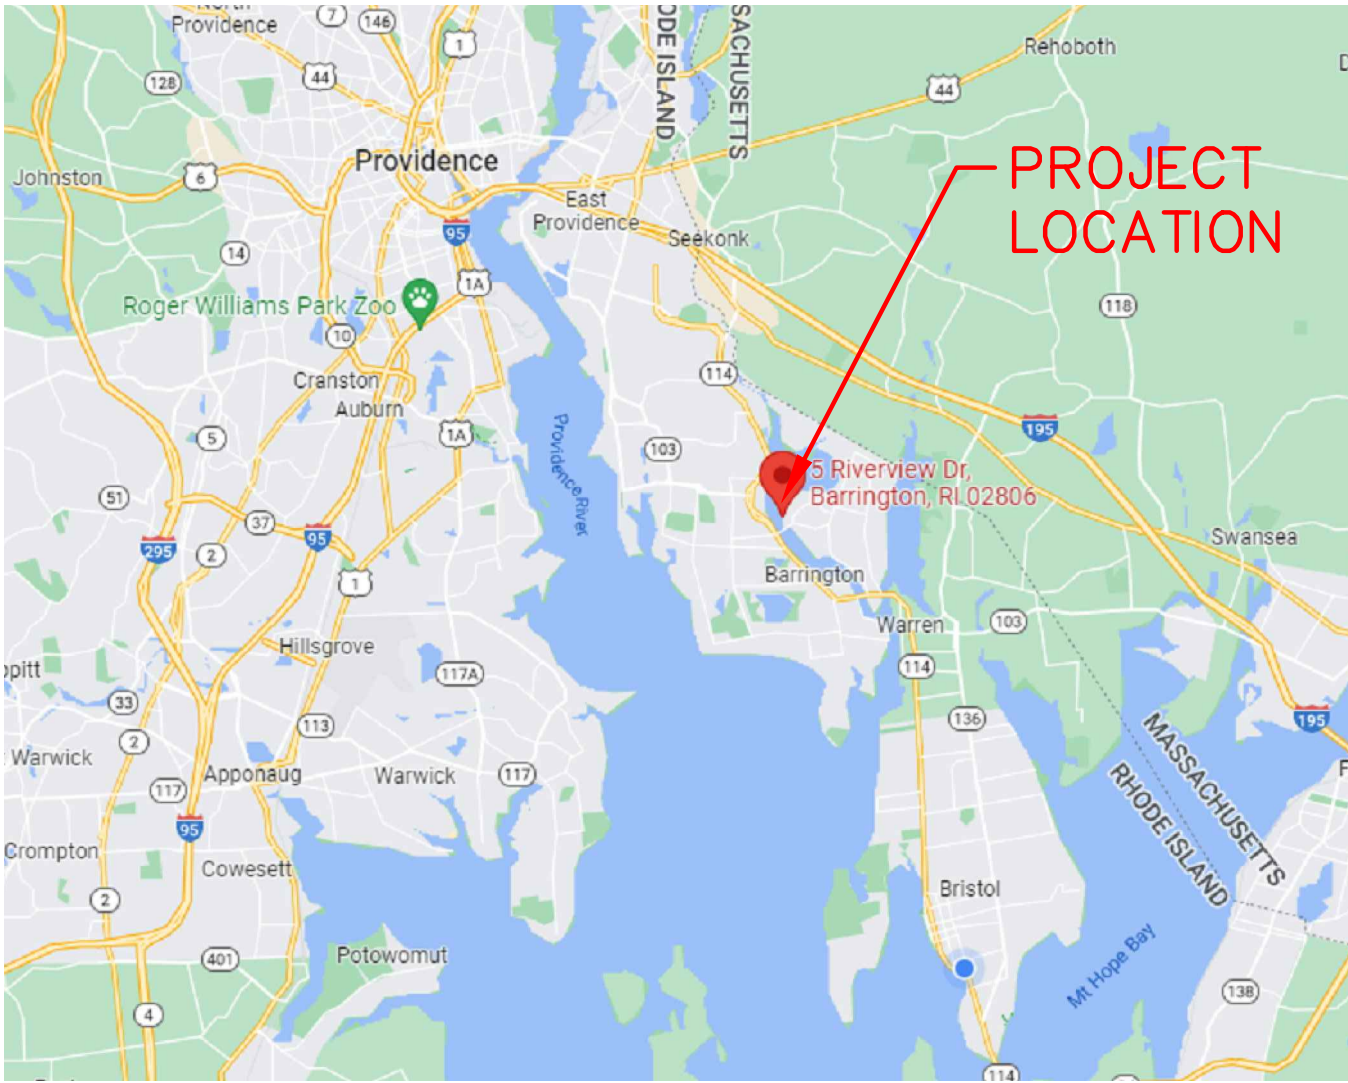 North
Providence
7
146
1
RHODE ISLAND
MASSACHUSETTS
Rehoboth
128
44
44
Providence
PROJECT
LOCATION
Johnston
6
East
Providence
95
Seekonk
14
1A
Roger Williams Park Zoo
118
10
114
Cranston
Auburn
195
5
1A
103
Providence River
5 Riverview Dr,
Barrington, RI 02806
51
37
295
2
95
Swansea
1
Barrington
Warren
103
Hillsgrove
114
117A
33
113
136
195
2
Warwick
Apponaug
Warwick
117
117
MASSACHUSETTS
RHODE ISLAND
95
Crompton
Cowesett
2
Bristol
401
Potowomut
Mt Hope Bay
138
4
114